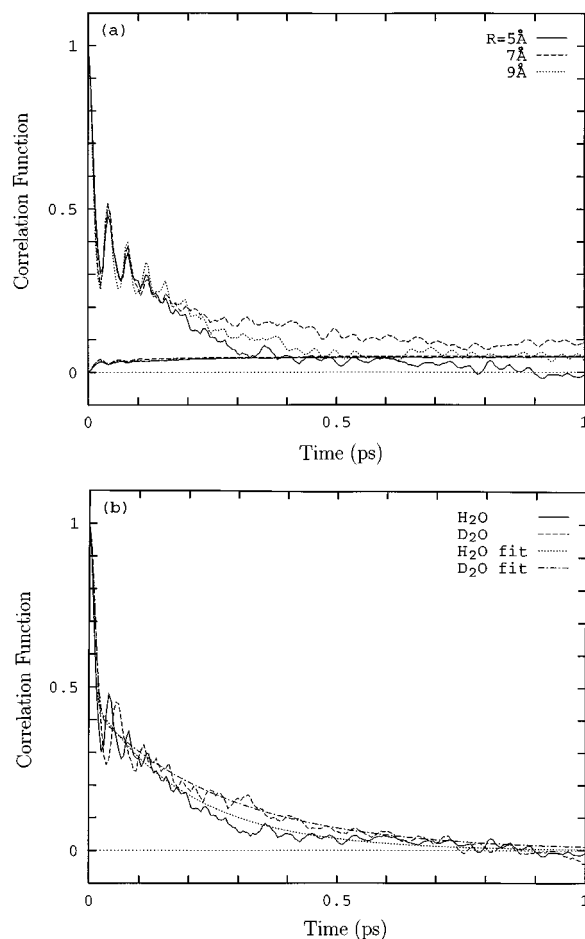 (a)
R=5Å
7Å
9Å
1
0.5
0
Correlation Function
0
0.5
1
Time (ps)
(b)
H₂O
D₂O
H₂O fit
D₂O fit
1
0.5
0
Correlation Function
0
0.5
1
Time (ps)